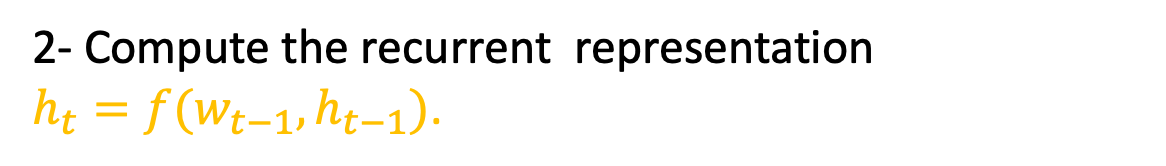 2- Compute the recurrent  representation
hₜ = f(wₜ₋₁, hₜ₋₁).